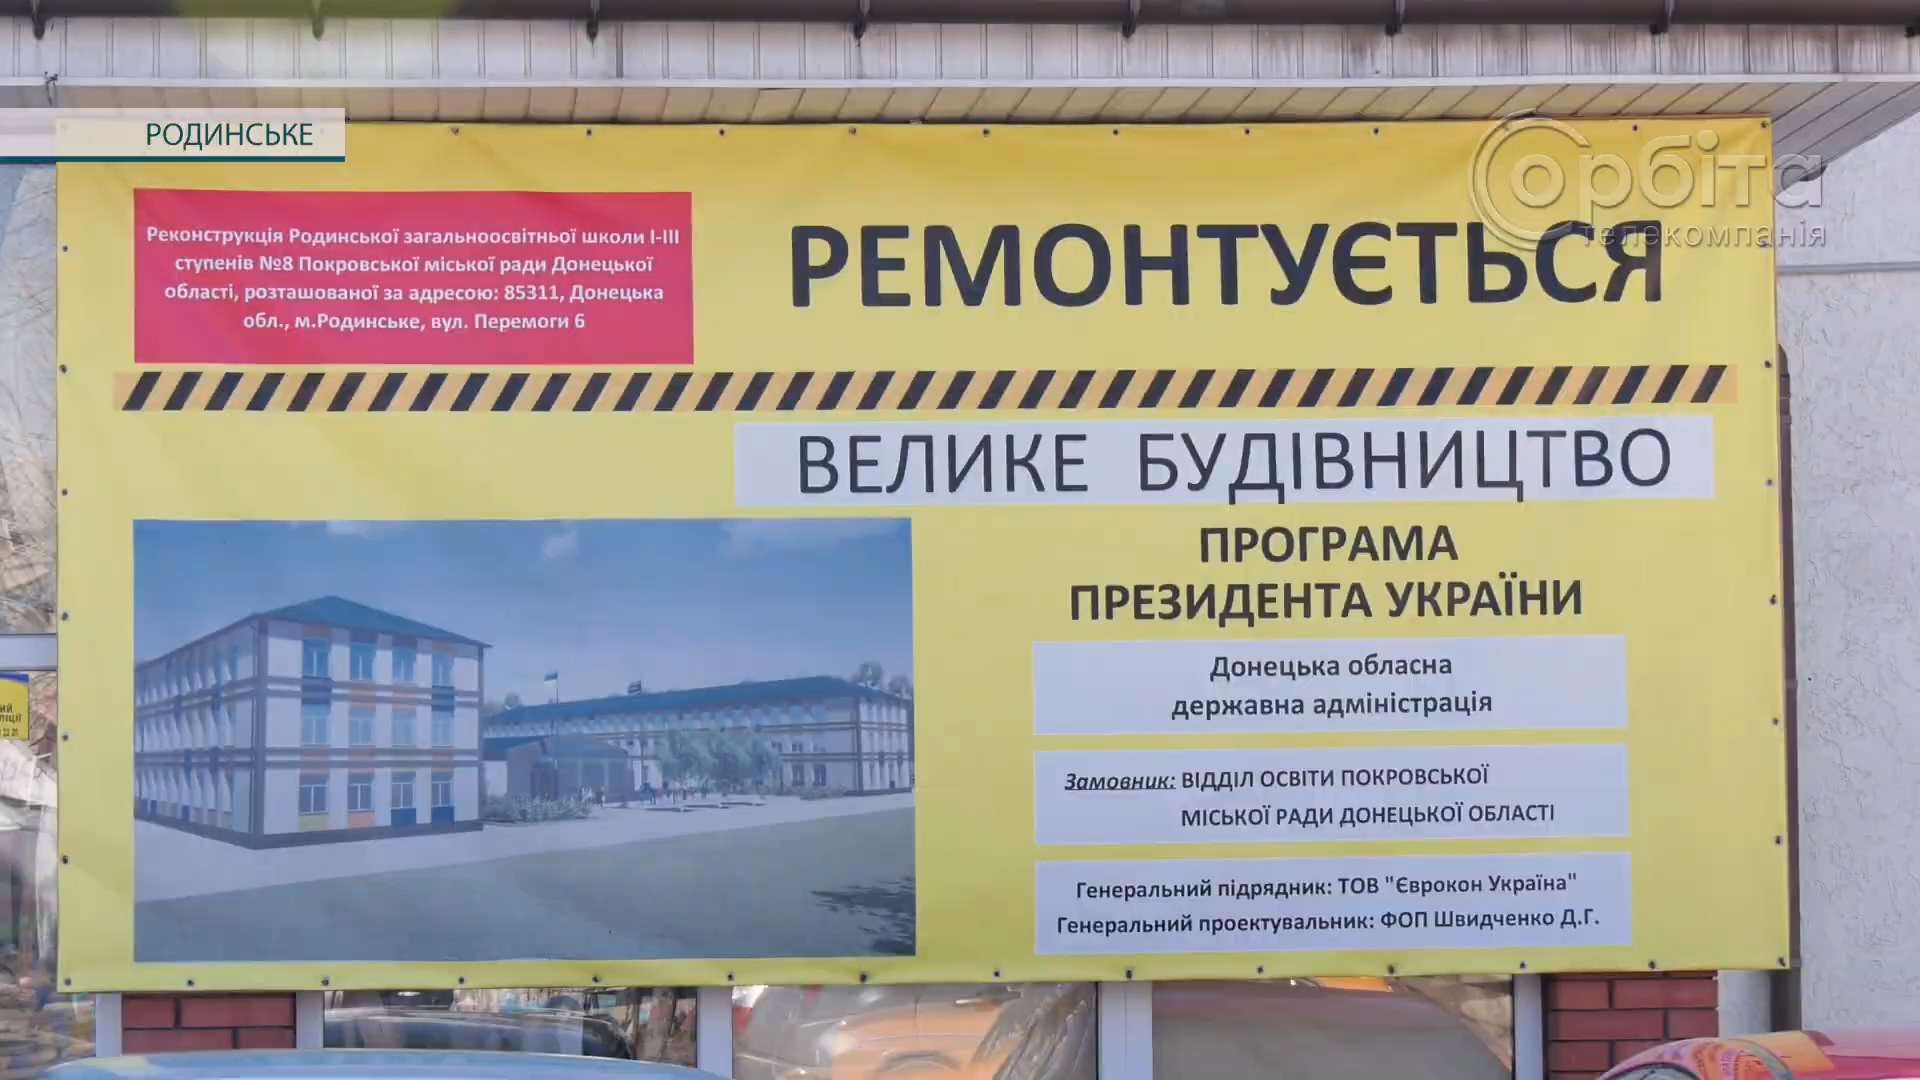 РОДИНСЬКЕ
Орбіта
телекомпанія
Реконструкція Родинської загальноосвітньої школи І-ІІІ
ступенів №8 Покровської міської ради Донецької
області, розташованої за адресою: 85311, Донецька
обл., м.Родинське, вул. Перемоги 6
РЕМОНТУЄТЬСЯ
ВЕЛИКЕ БУДІВНИЦТВО
ПРОГРАМА
ПРЕЗИДЕНТА УКРАЇНИ
Донецька обласна
державна адміністрація
Замовник: ВІДДІЛ ОСВІТИ ПОКРОВСЬКОЇ
МІСЬКОЇ РАДИ ДОНЕЦЬКОЇ ОБЛАСТІ
Генеральний підрядник: ТОВ "Єврокон Україна"
Генеральний проектувальник: ФОП Швидченко Д.Г.